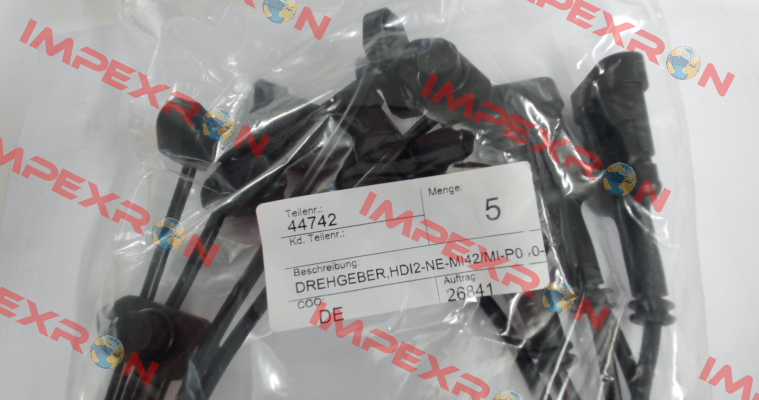 IMPEXRON
IMPEXRON
IMPEXRON
IMPEXRON
IMPEXRON
IMPEXRON
IMPEXRON
IMPEXRON
Teilenr.:
44742
Menge:
5
Kd. Teilenr.:
Beschreibung:
DREHGEBER,HDI2-NE-MI42/MI-P0
COO
DE
Auftrag:
26841